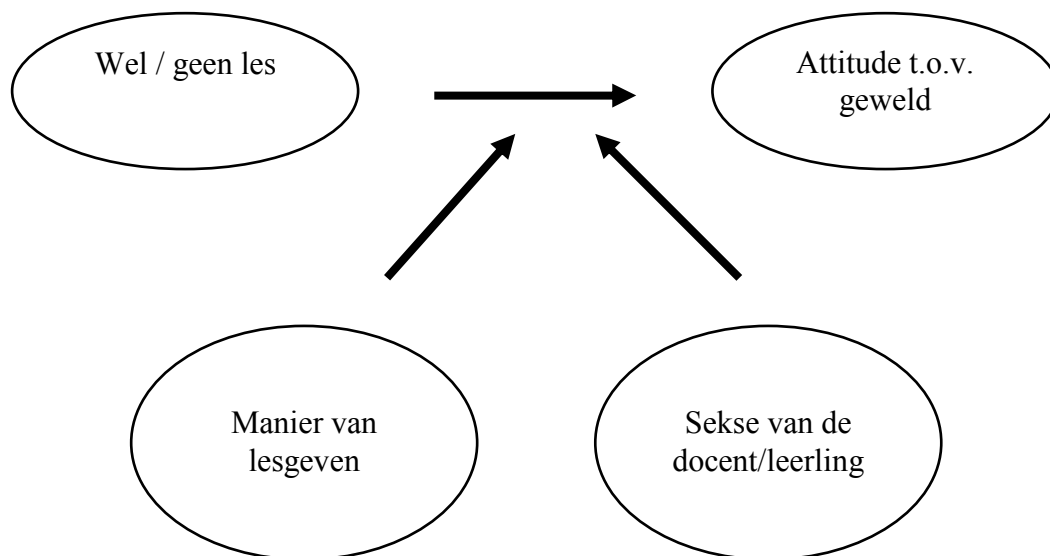 Wel / geen les
Attitude t.o.v.
geweld
Manier van
lesgeven
Sekse van de
docent/leerling